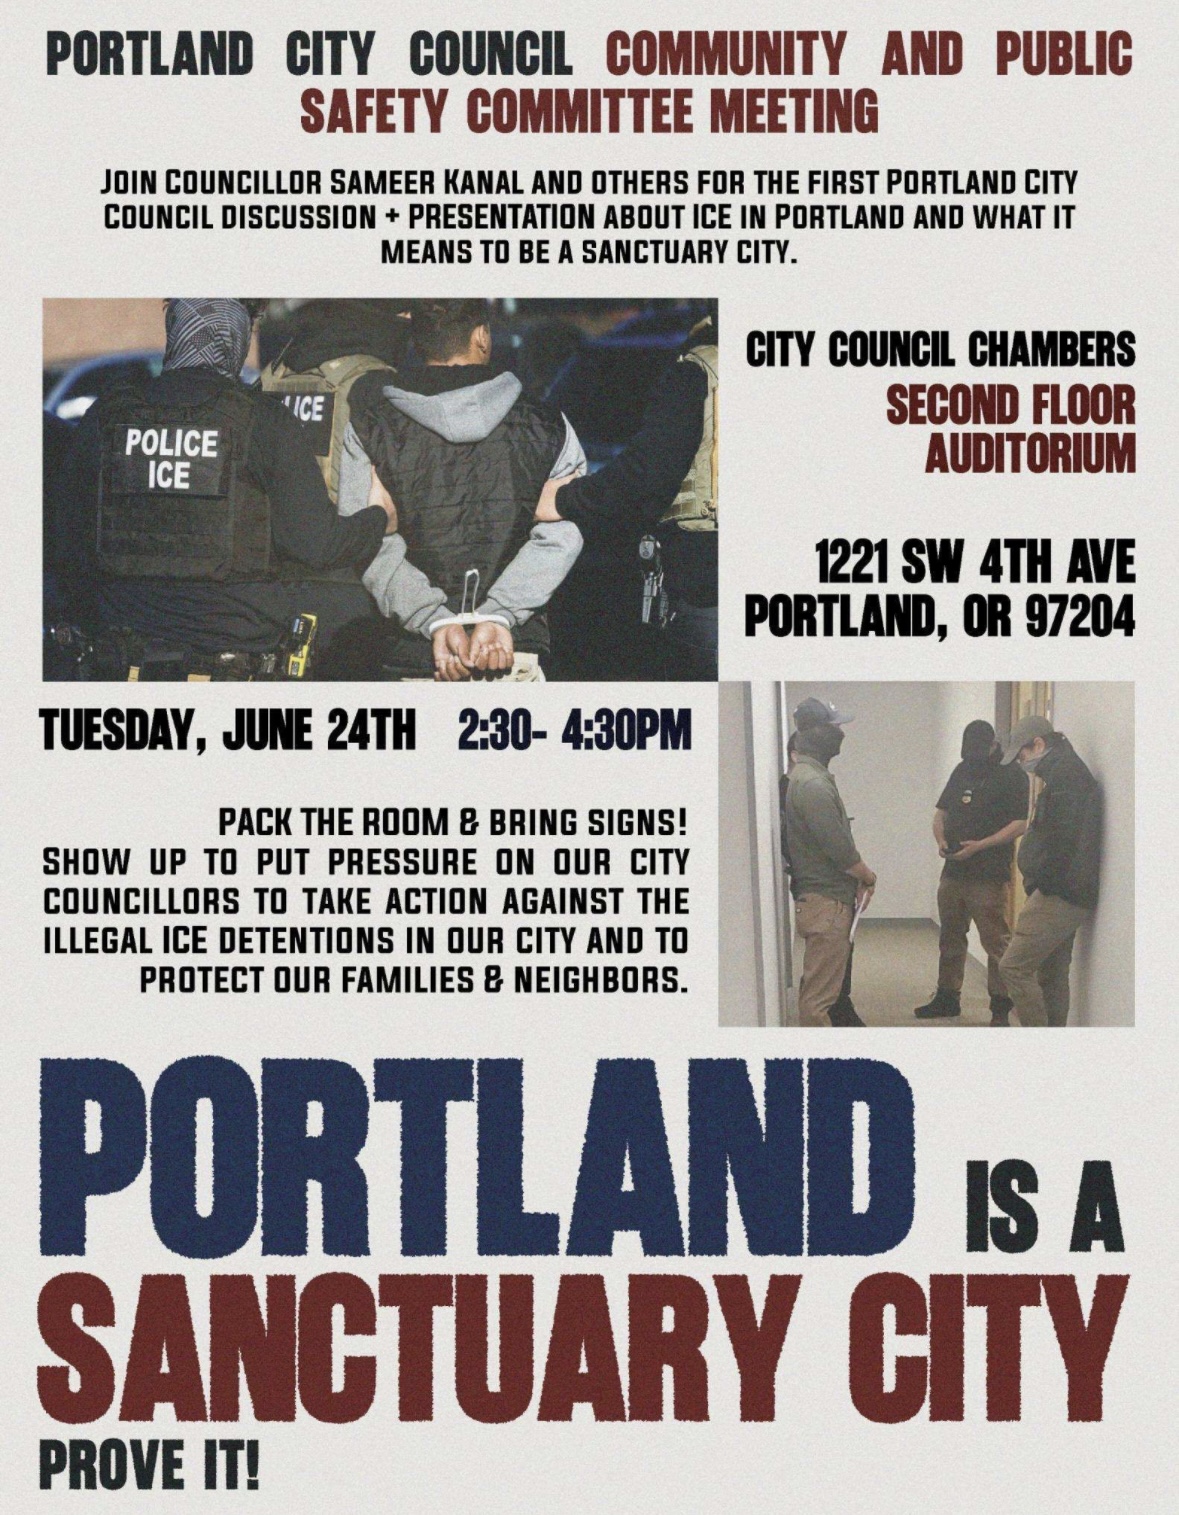 PORTLAND CITY COUNCIL COMMUNITY AND PUBLIC
SAFETY COMMITTEE MEETING
JOIN COUNCILLOR SAMEER KANAL AND OTHERS FOR THE FIRST PORTLAND CITY
COUNCIL DISCUSSION + PRESENTATION ABOUT ICE IN PORTLAND AND WHAT IT
MEANS TO BE A SANCTUARY CITY.
POLICE
ICE
ICE
CITY COUNCIL CHAMBERS
SECOND FLOOR
AUDITORIUM
1221 SW 4TH AVE
PORTLAND, OR 97204
TUESDAY, JUNE 24TH 2:30- 4:30PM
PACK THE ROOM & BRING SIGNS!
SHOW UP TO PUT PRESSURE ON OUR CITY
COUNCILLORS TO TAKE ACTION AGAINST THE
ILLEGAL ICE DETENTIONS IN OUR CITY AND TO
PROTECT OUR FAMILIES & NEIGHBORS.
PORTLAND IS A
SANCTUARY CITY
PROVE IT!